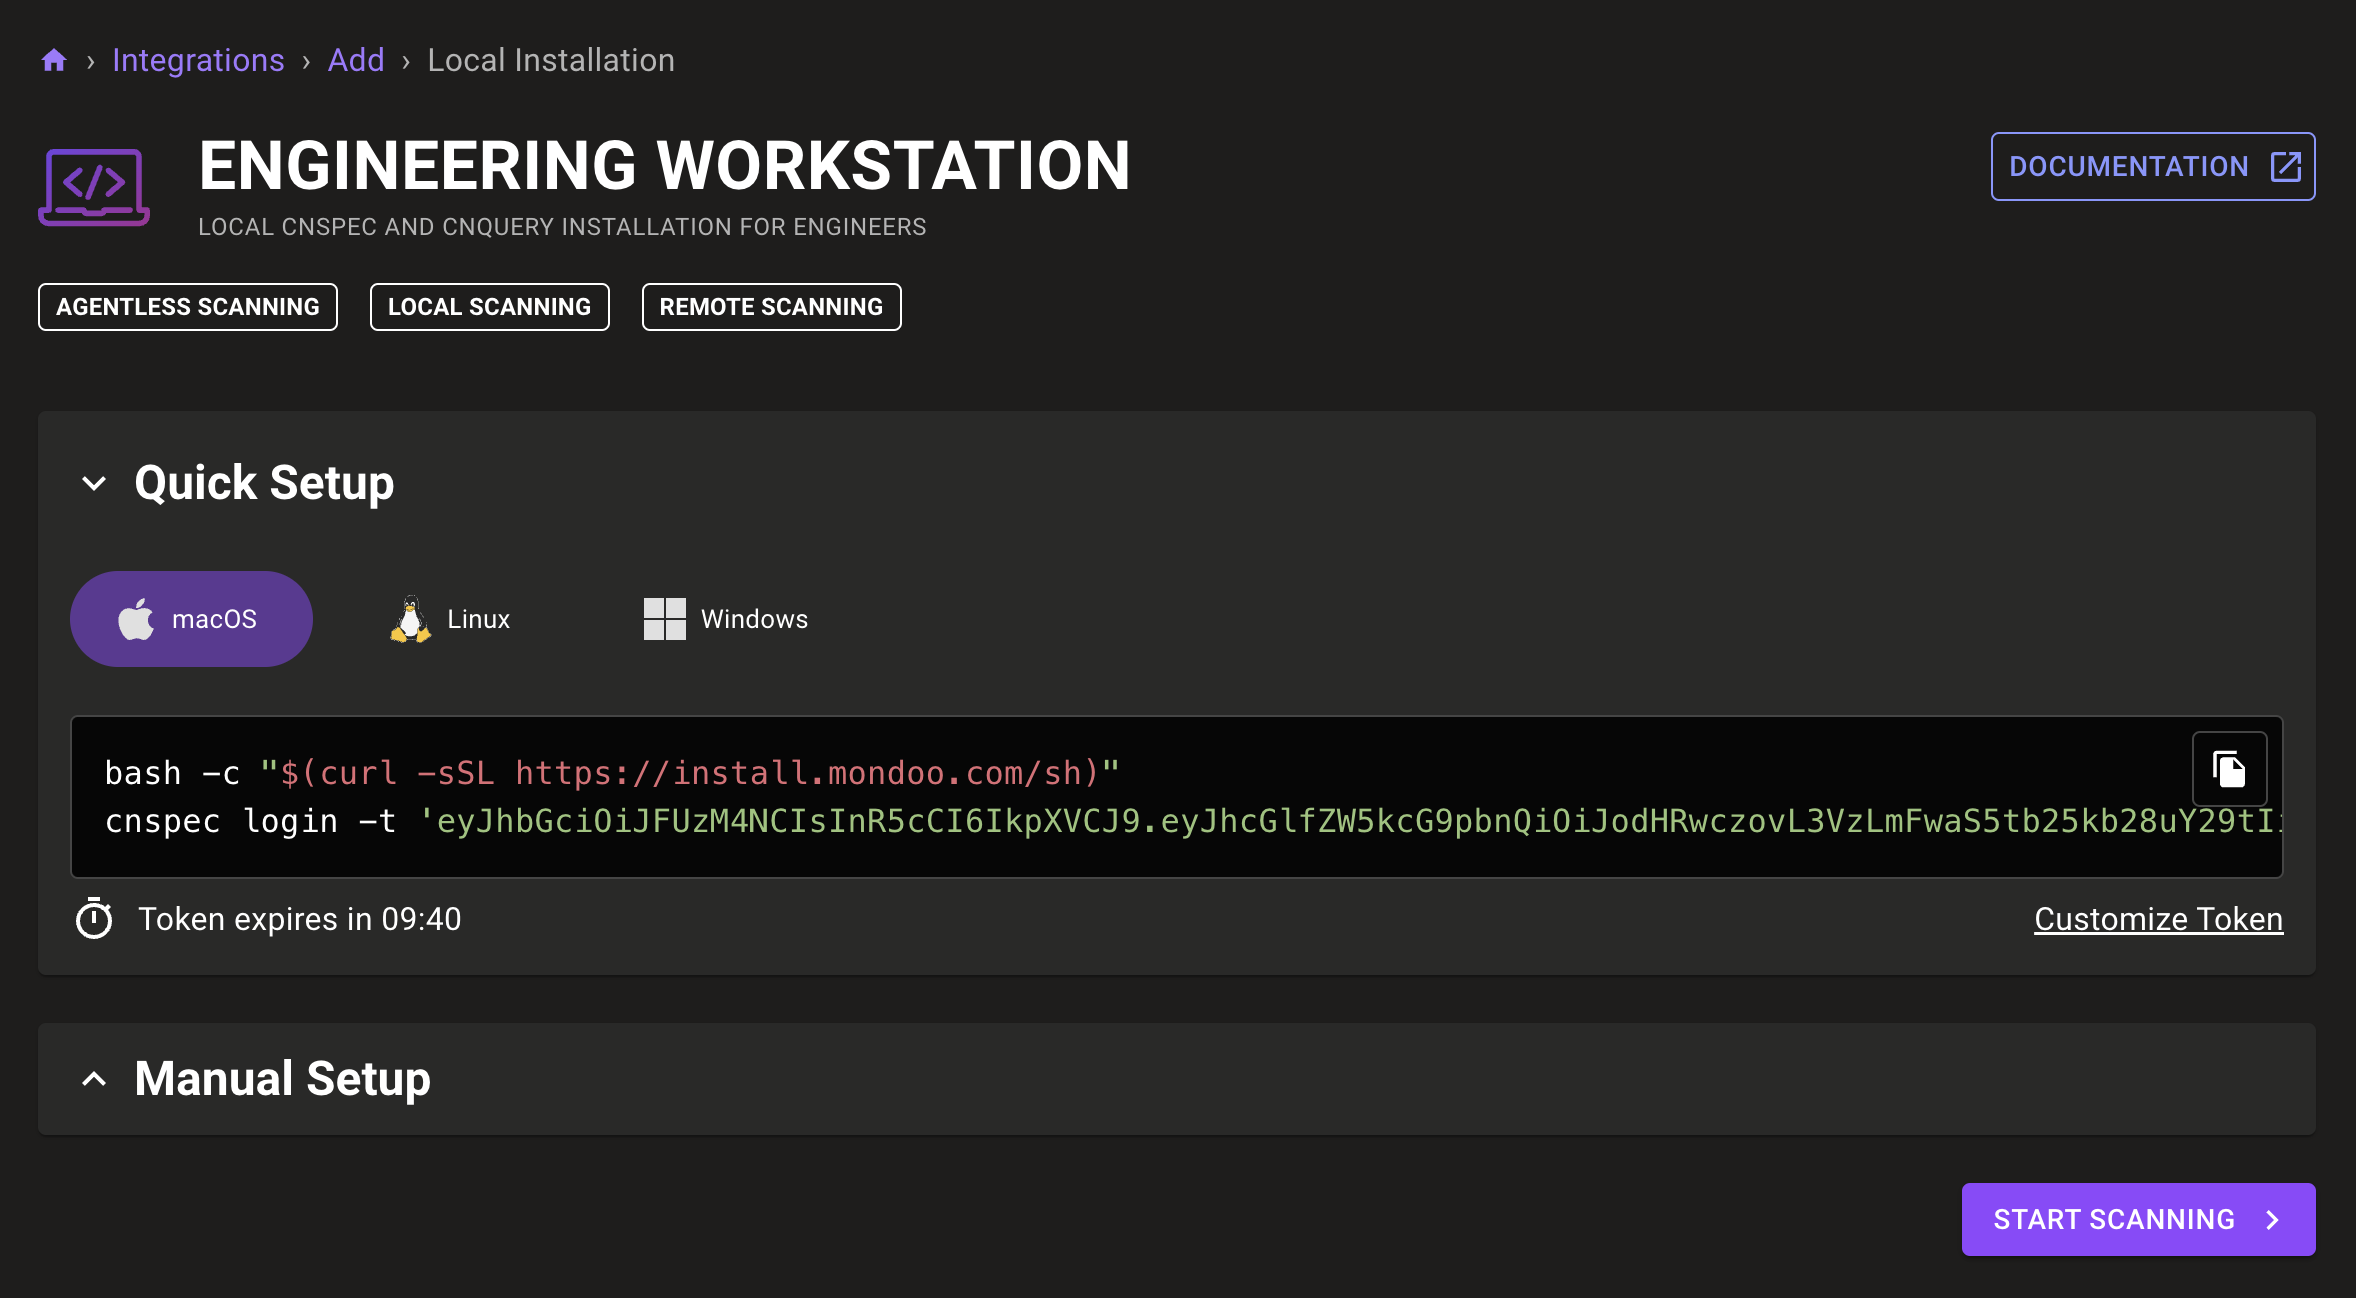 › Integrations › Add › Local Installation
ENGINEERING WORKSTATION
LOCAL CNSPEC AND CNQUERY INSTALLATION FOR ENGINEERS
DOCUMENTATION
AGENTLESS SCANNING LOCAL SCANNING REMOTE SCANNING
Quick Setup
macOS Linux Windows
bash -c "$(curl -sSL https://install.mondoo.com/sh)"
cnspec login -t 'eyJhbGciOiJFUzM4NCIsInR5cCI6IkpXVCJ9.eyJhcGlfZW5kcG9pbnQiOiJodHRwczovL3VzLmFwaS5tb25kb28uY29tIi
Token expires in 09:40
Customize Token
Manual Setup
START SCANNING